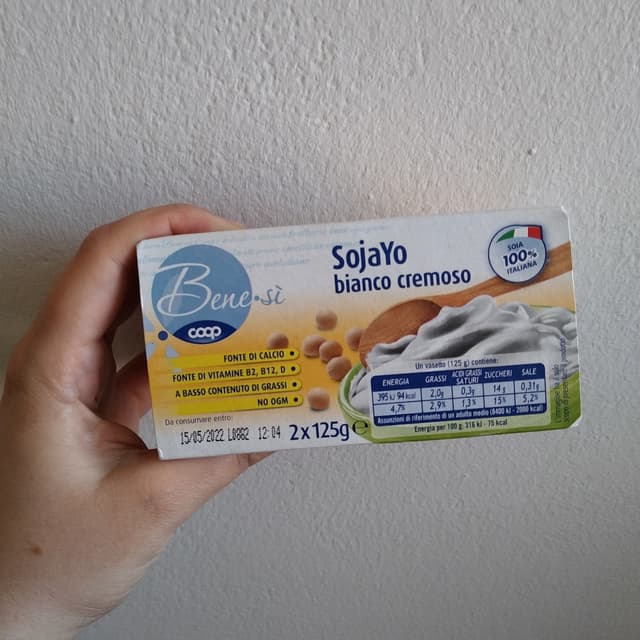 Bene.sì
coop
SojaYo
bianco cremoso
SOIA
100%
ITALIANA
FONTE DI CALCIO
FONTE DI VITAMINE B2, B12, D
A BASSO CONTENUTO DI GRASSI
NO OGM
Da consumare entro:
15/05/2022 L0882 12:04
2x125g℮
Un vasetto (125 g) contiene:
ENERGIA GRASSI ACIDI GRASSI SATURI ZUCCHERI SALE
395 kJ 94 kcal 2,0g 0,3g 14g 0,31g
4,7% 2,9% 1,3% 15% 5,2%
Assunzioni di riferimento di un adulto medio (8400 kJ - 2000 kcal)
Energia per 100 g: 316 kJ - 75 kcal